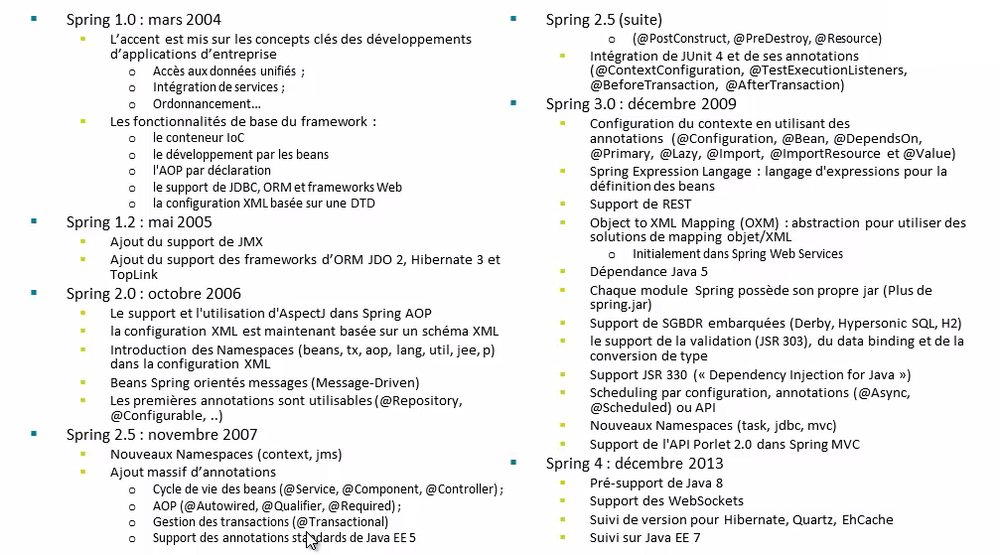 Spring 1.0 : mars 2004
L'accent est mis sur les concepts clés des développements
d'applications d'entreprise
Accès aux données unifiés ;
Intégration de services ;
Ordonnancement...
Les fonctionnalités de base du framework :
le conteneur IoC
le développement par les beans
l'AOP par déclaration
le support de JDBC, ORM et frameworks Web
la configuration XML basée sur une DTD
Spring 1.2 : mai 2005
Ajout du support de JMX
Ajout du support des frameworks d'ORM JDO 2, Hibernate 3 et
TopLink
Spring 2.0 : octobre 2006
Le support et l'utilisation d'AspectJ dans Spring AOP
la configuration XML est maintenant basée sur un schéma XML
Introduction des Namespaces (beans, tx, aop, lang, util, jee, p)
dans la configuration XML
Beans Spring orientés messages (Message-Driven)
Les premières annotations sont utilisables (@Repository,
@Configurable, ..)
Spring 2.5 : novembre 2007
Nouveaux Namespaces (context, jms)
Ajout massif d'annotations
Cycle de vie des beans (@Service, @Component, @Controller) ;
AOP (@Autowired, @Qualifier, @Required) ;
Gestion des transactions (@Transactional)
Support des annotations standards de Java EE 5
Spring 2.5 (suite)
(@PostConstruct, @PreDestroy, @Resource)
Intégration de JUnit 4 et de ses annotations
(@ContextConfiguration, @TestExecutionListeners,
@BeforeTransaction, @AfterTransaction)
Spring 3.0 : décembre 2009
Configuration du contexte en utilisant des
annotations (@Configuration, @Bean, @DependsOn,
@Primary, @Lazy, @Import, @ImportResource et @Value)
Spring Expression Langage : langage d'expressions pour la
définition des beans
Support de REST
Object to XML Mapping (OXM) : abstraction pour utiliser des
solutions de mapping objet/XML
Initialement dans Spring Web Services
Dépendance Java 5
Chaque module Spring possède son propre jar (Plus de
spring.jar)
Support de SGBDR embarquées (Derby, Hypersonic SQL, H2)
le support de la validation (JSR 303), du data binding et de la
conversion de type
Support JSR 330 (« Dependency Injection for Java »)
Scheduling par configuration, annotations (@Async,
@Scheduled) ou API
Nouveaux Namespaces (task, jdbc, mvc)
Support de l'API Porlet 2.0 dans Spring MVC
Spring 4 : décembre 2013
Pré-support de Java 8
Support des WebSockets
Suivi de version pour Hibernate, Quartz, EhCache
Suivi sur Java EE 7